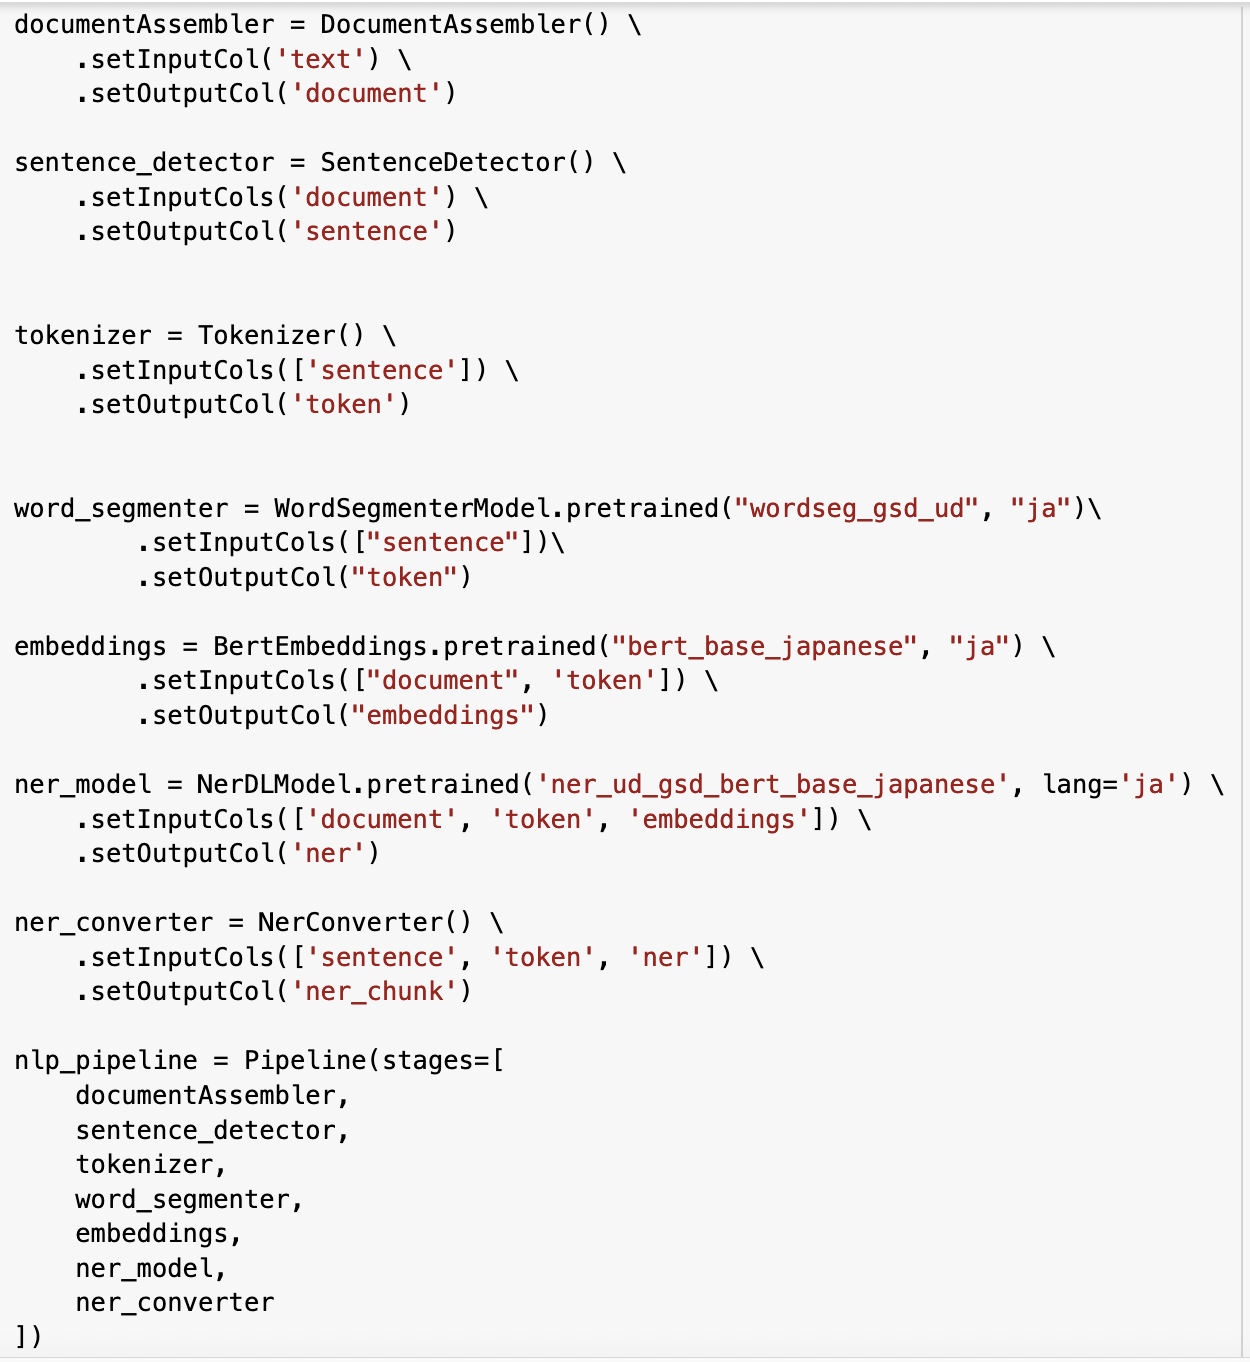 documentAssembler = DocumentAssembler() \
    .setInputCol('text') \
    .setOutputCol('document')

sentence_detector = SentenceDetector() \
    .setInputCols('document') \
    .setOutputCol('sentence')

tokenizer = Tokenizer() \
    .setInputCols(['sentence']) \
    .setOutputCol('token')

word_segmenter = WordSegmenterModel.pretrained("wordseg_gsd_ud", "ja")\
        .setInputCols(["sentence"])\
        .setOutputCol("token")

embeddings = BertEmbeddings.pretrained("bert_base_japanese", "ja") \
        .setInputCols(["document", 'token']) \
        .setOutputCol("embeddings")

ner_model = NerDLModel.pretrained('ner_ud_gsd_bert_base_japanese', lang='ja') \
    .setInputCols(['document', 'token', 'embeddings']) \
    .setOutputCol('ner')

ner_converter = NerConverter() \
    .setInputCols(['sentence', 'token', 'ner']) \
    .setOutputCol('ner_chunk')

nlp_pipeline = Pipeline(stages=[
    documentAssembler,
    sentence_detector,
    tokenizer,
    word_segmenter,
    embeddings,
    ner_model,
    ner_converter
])